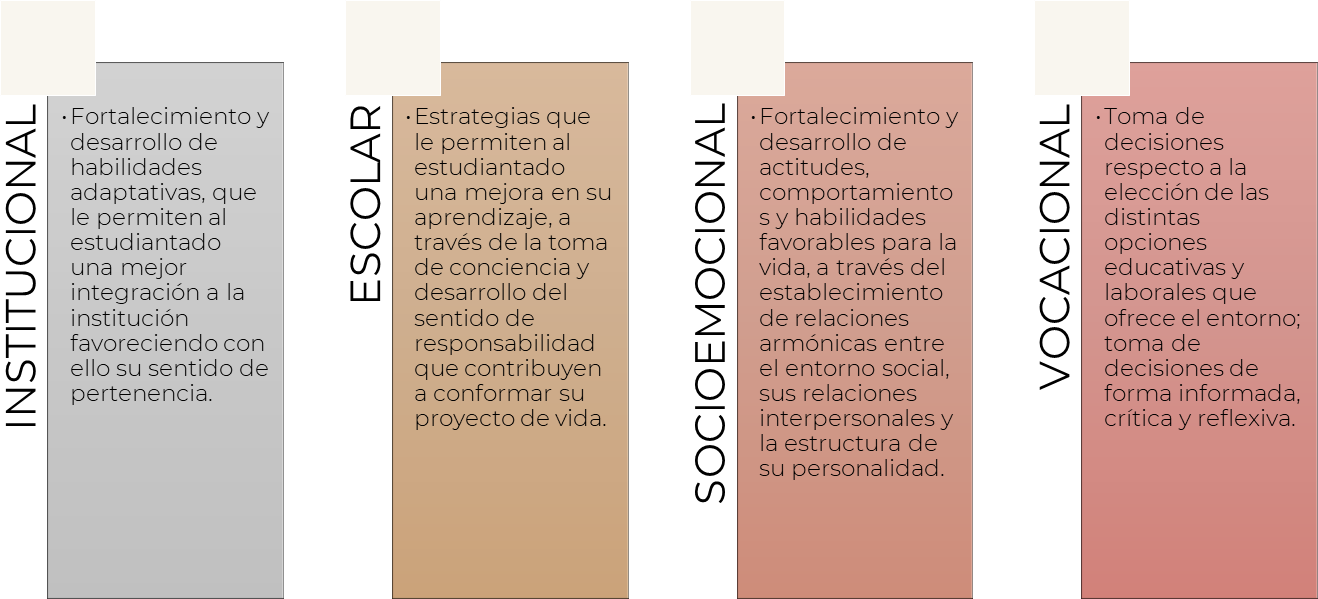 INSTITUCIONAL
· Fortalecimiento y
desarrollo de
habilidades
adaptativas, que
le permiten al
estudiantado
una mejor
integración a la
institución
favoreciendo con
ello su sentido de
pertenencia.
ESCOLAR
· Estrategias que
le permiten al
estudiantado
una mejora en su
aprendizaje, a
través de la toma
de conciencia y
desarrollo del
sentido de
responsabilidad
que contribuyen
a conformar su
proyecto de vida.
SOCIOEMOCIONAL
· Fortalecimiento y
desarrollo de
actitudes,
comportamiento
s y habilidades
favorables para la
vida, a través del
establecimiento
de relaciones
armónicas entre
el entorno social,
sus relaciones
interpersonales y
la estructura de
su personalidad.
VOCACIONAL
· Toma de
decisiones
respecto a la
elección de las
distintas
opciones
educativas y
laborales que
ofrece el entorno;
toma de
decisiones de
forma informada,
crítica y reflexiva.